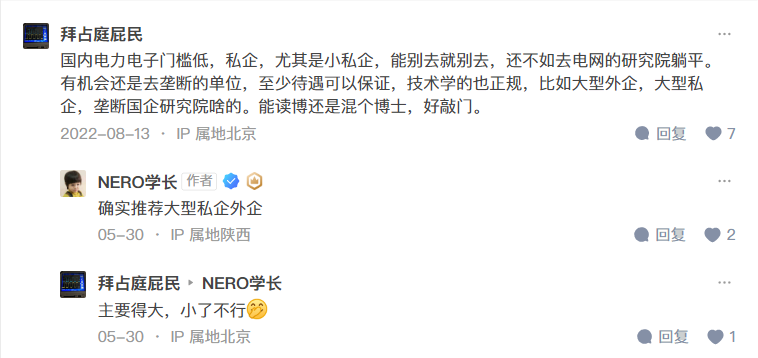 拜占庭屁民
国内电力电子门槛低，私企，尤其是小私企，能别去就别去，还不如去电网的研究院躺平。
有机会还是去垄断的单位，至少待遇可以保证，技术学的也正规，比如大型外企，大型私
企，垄断国企研究院啥的。能读博还是混个博士，好敲门。
2022-08-13 · IP 属地北京 回复 7
NERO学长 作者
确实推荐大型私企外企
05-30 · IP 属地陕西 回复 2
拜占庭屁民 NERO学长
主要得大，小了不行🤭
05-30 · IP 属地北京 回复 1